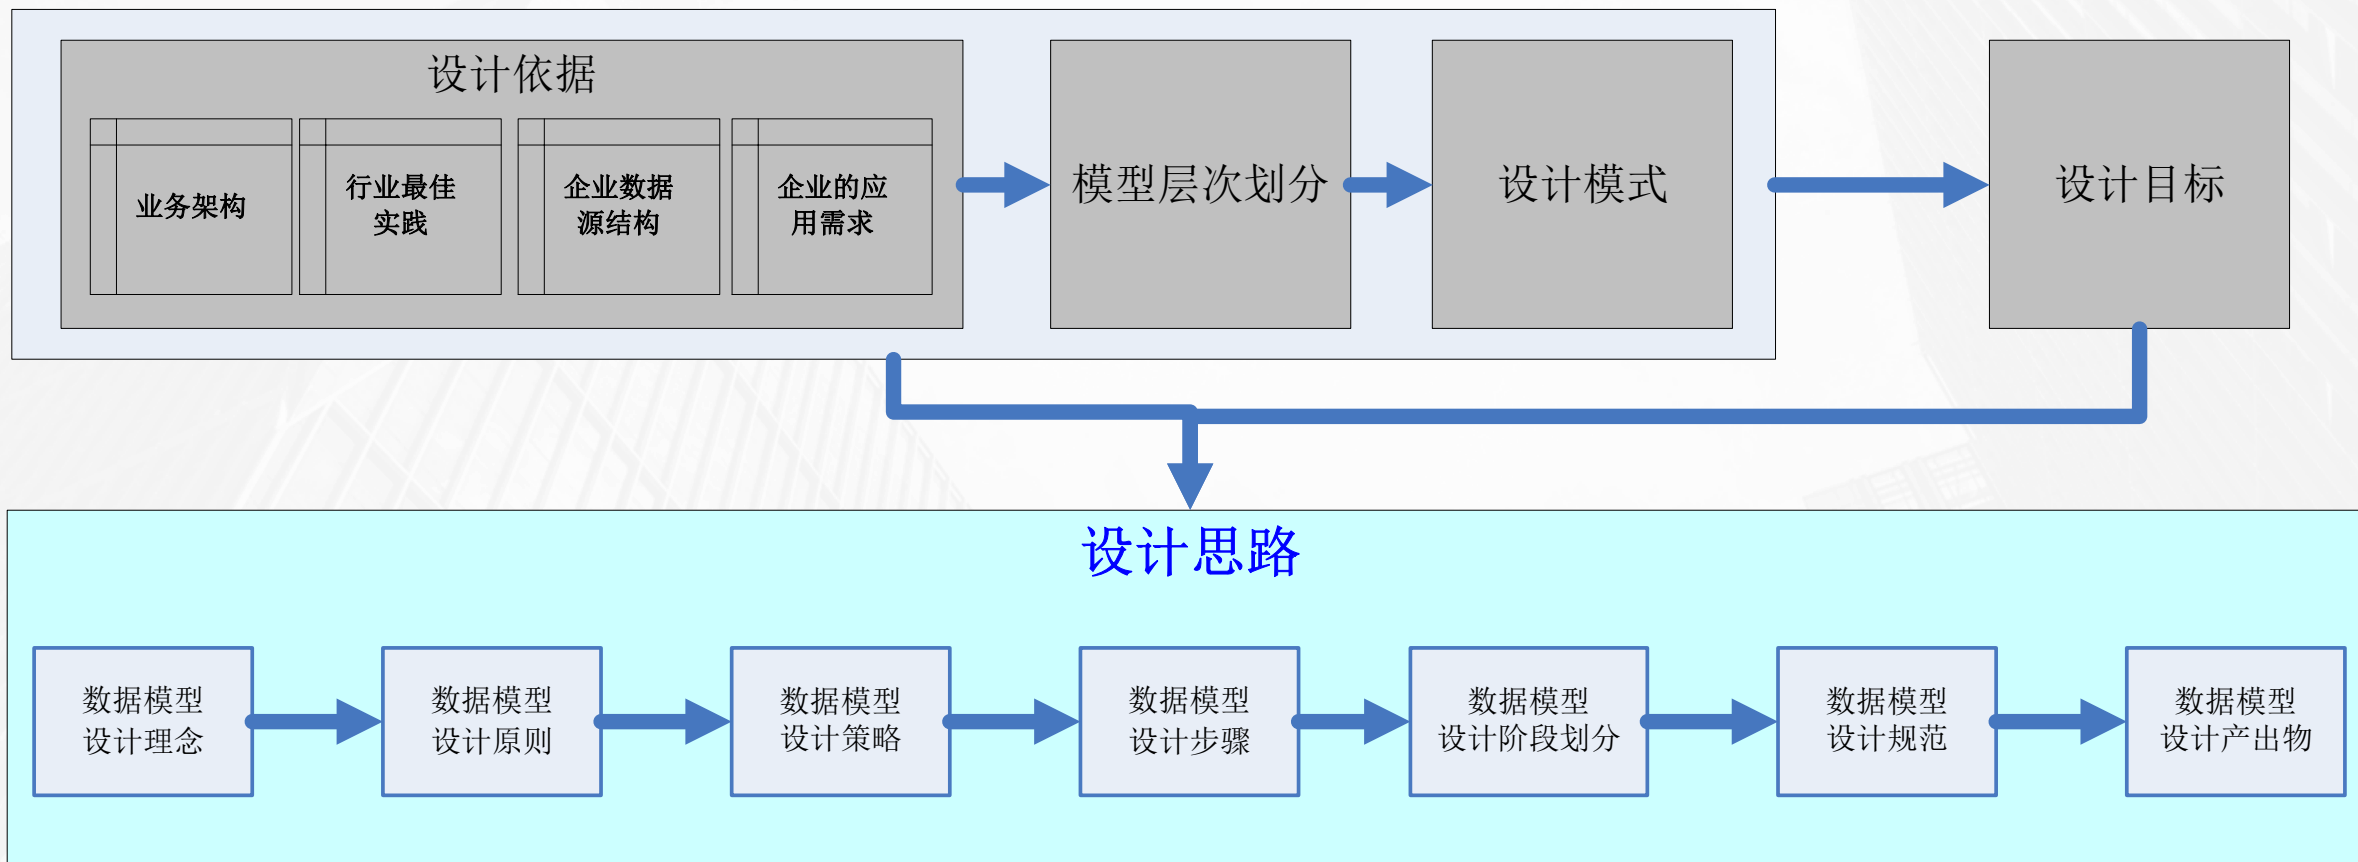 设计依据
业务架构
行业最佳
实践
企业数据
源结构
企业的应
用需求
模型层次划分
设计模式
设计目标
设计思路
数据模型
设计理念
数据模型
设计原则
数据模型
设计策略
数据模型
设计步骤
数据模型
设计阶段划分
数据模型
设计规范
数据模型
设计产出物